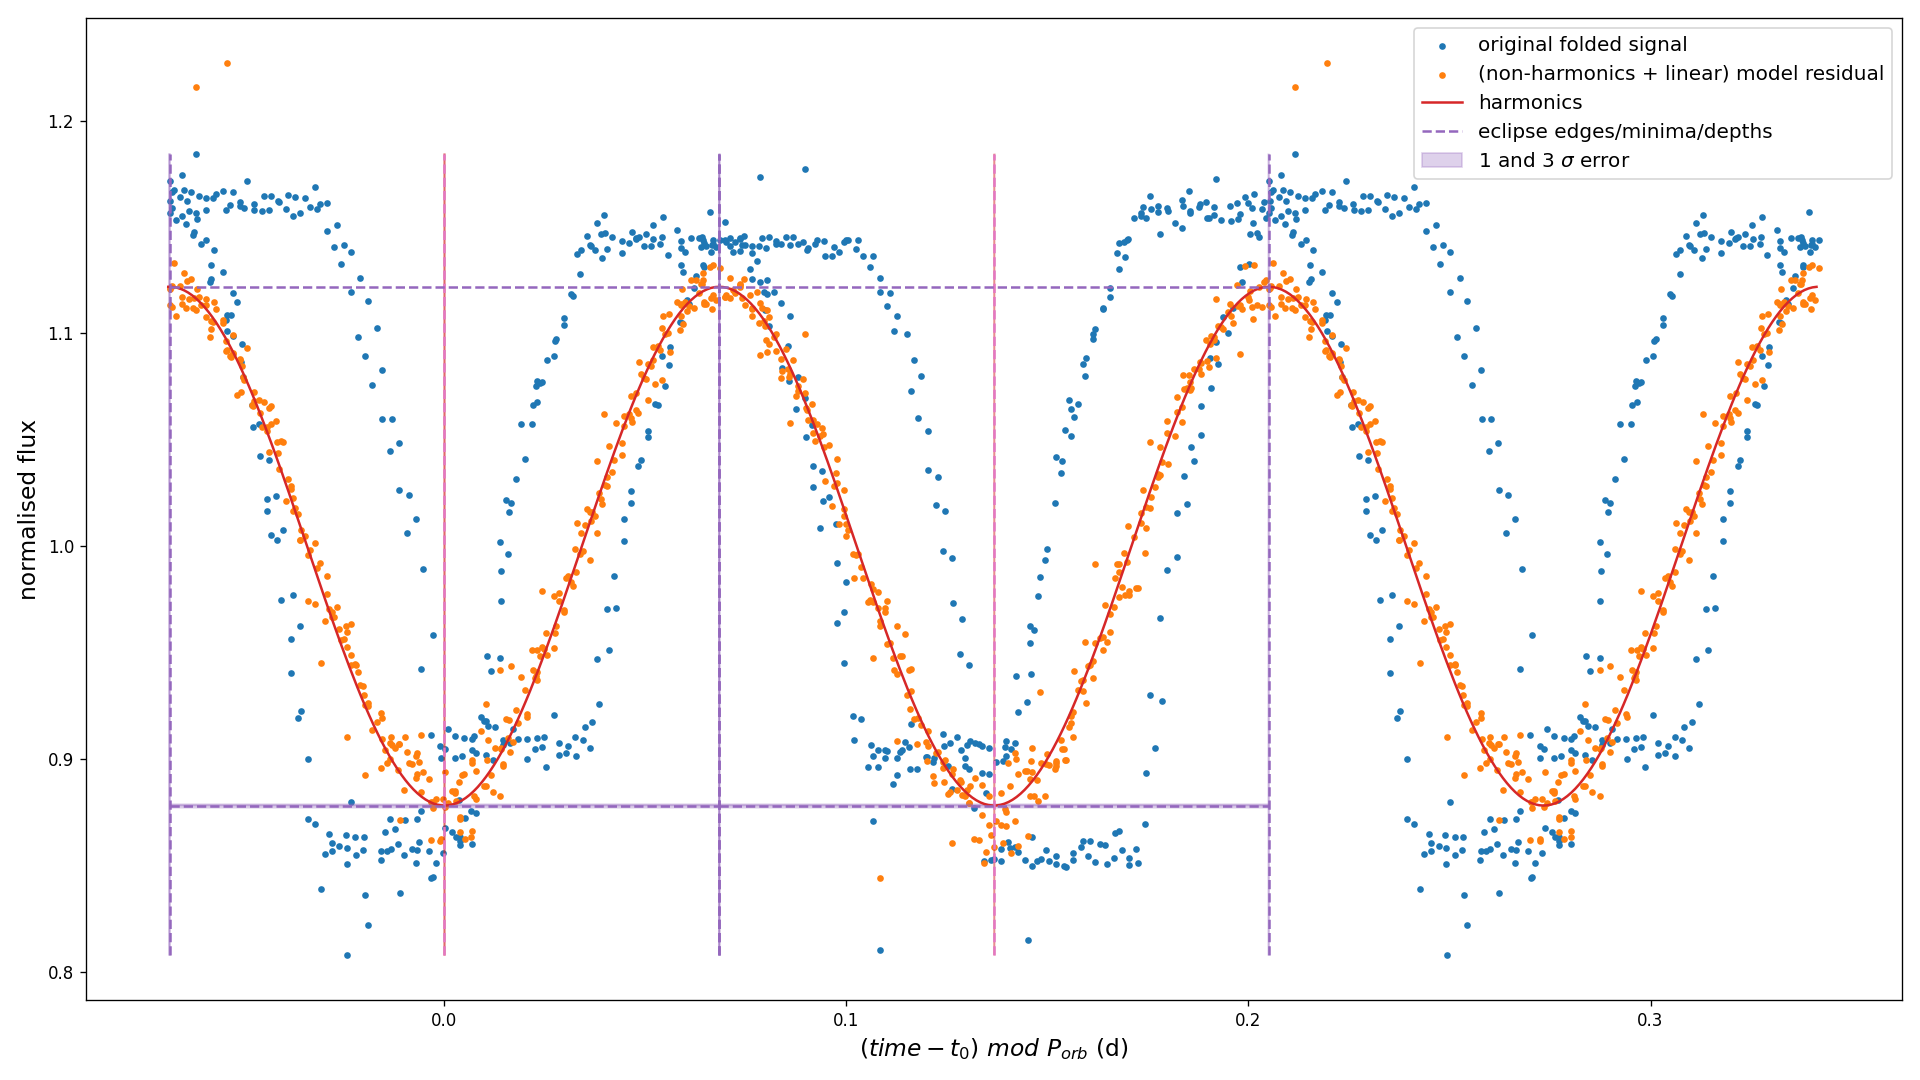 original folded signal
(non-harmonics + linear) model residual
harmonics
eclipse edges/minima/depths
1 and 3 σ error
normalised flux
1.2
1.1
1.0
0.9
0.8
0.0
0.1
0.2
0.3
(time − t₀) mod Pₒᵣb (d)